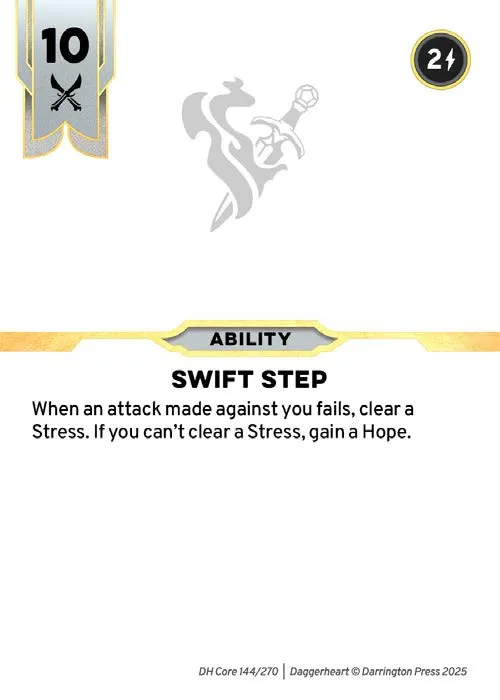 10
2
ABILITY
SWIFT STEP
When an attack made against you fails, clear a
Stress. If you can’t clear a Stress, gain a Hope.
DH Core 144/270 | Daggerheart © Darrington Press 2025